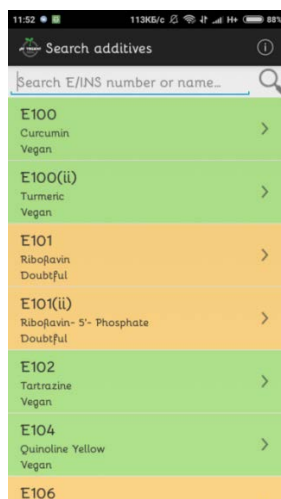 11:52 113КБ/с H+ 88%
Search additives
Search E/INS number or name...
E100
Curcumin
Vegan
E100(ii)
Turmeric
Vegan
E101
Riboflavin
Doubtful
E101(ii)
Riboflavin- 5'- Phosphate
Doubtful
E102
Tartrazine
Vegan
E104
Quinoline Yellow
Vegan
E106